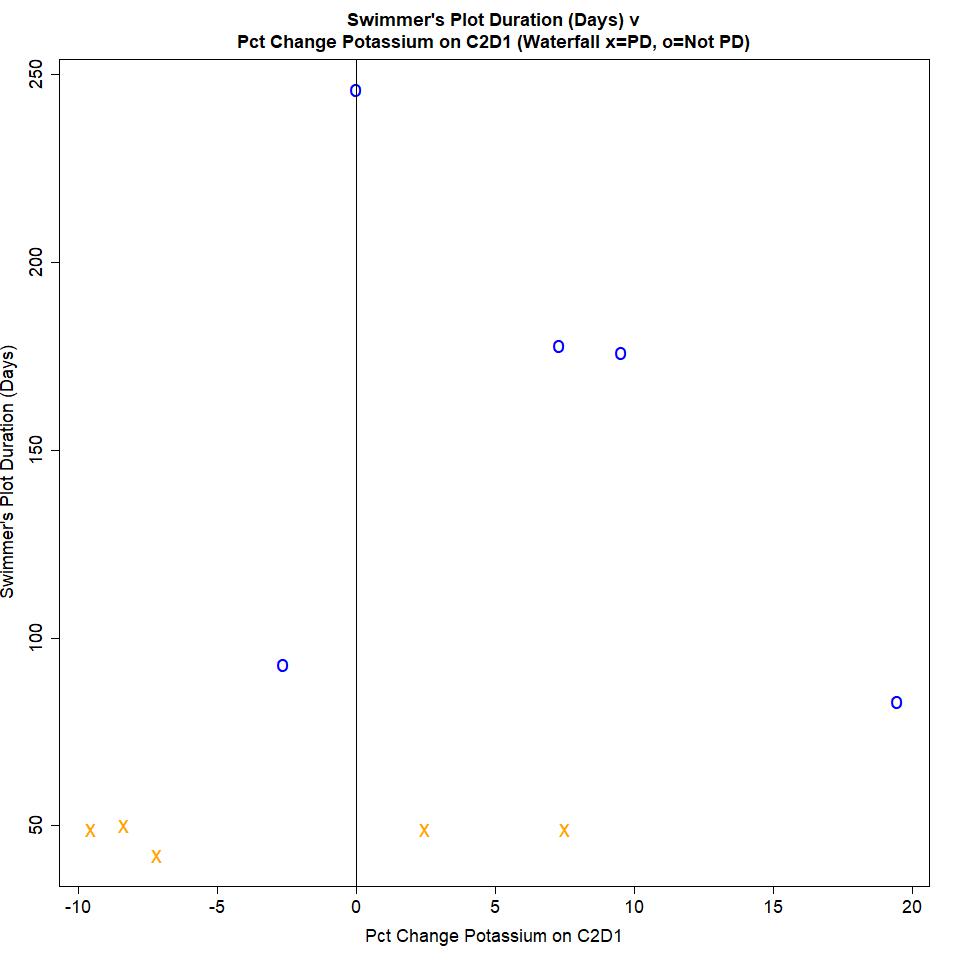 Swimmer's Plot Duration (Days) v
Pct Change Potassium on C2D1 (Waterfall x=PD, o=Not PD)
Swimmer's Plot Duration (Days)
250
200
150
100
50
O
O
O
O
O
X
X
X
X
X
-10
-5
0
5
10
15
20
Pct Change Potassium on C2D1